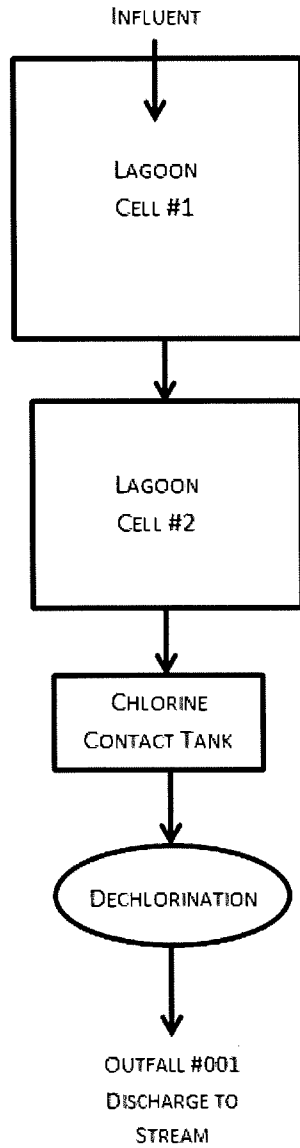 INFLUENT
LAGOON
CELL #1
LAGOON
CELL #2
CHLORINE
CONTACT TANK
DECHLORINATION
OUTFALL #001
DISCHARGE TO
STREAM